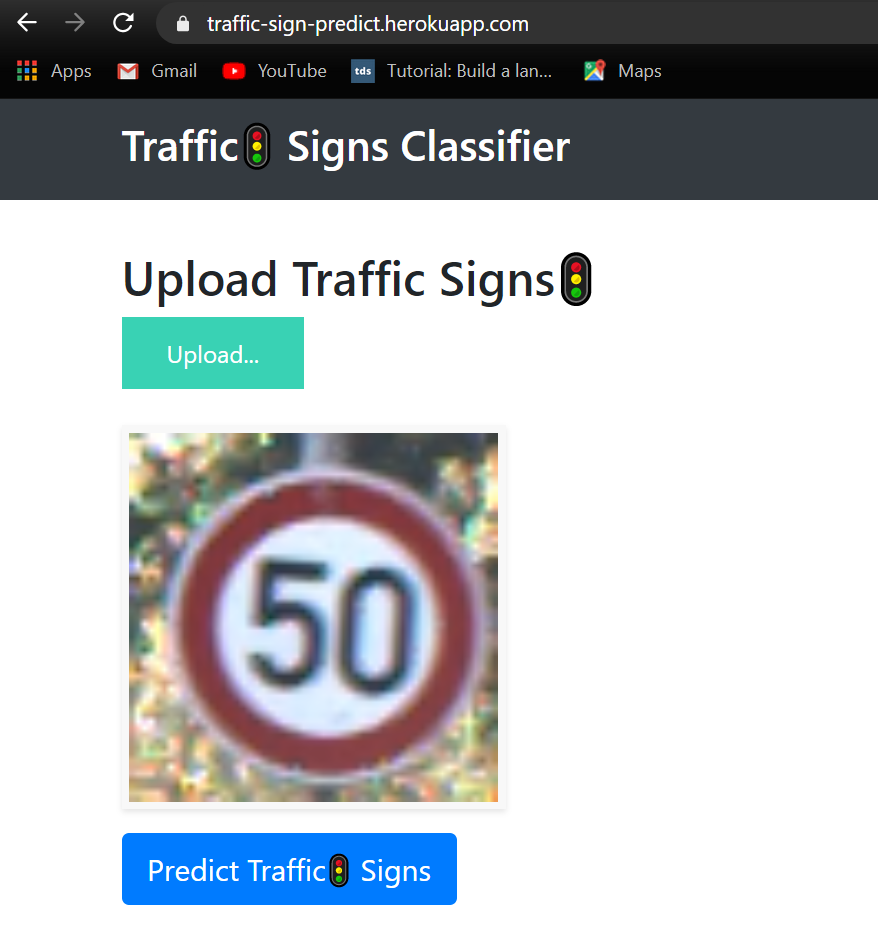 traffic-sign-predict.herokuapp.com
Apps Gmail YouTube tds Tutorial: Build a lan... Maps
Traffic🚦 Signs Classifier
Upload Traffic Signs🚦
Upload...
50
Predict Traffic🚦 Signs